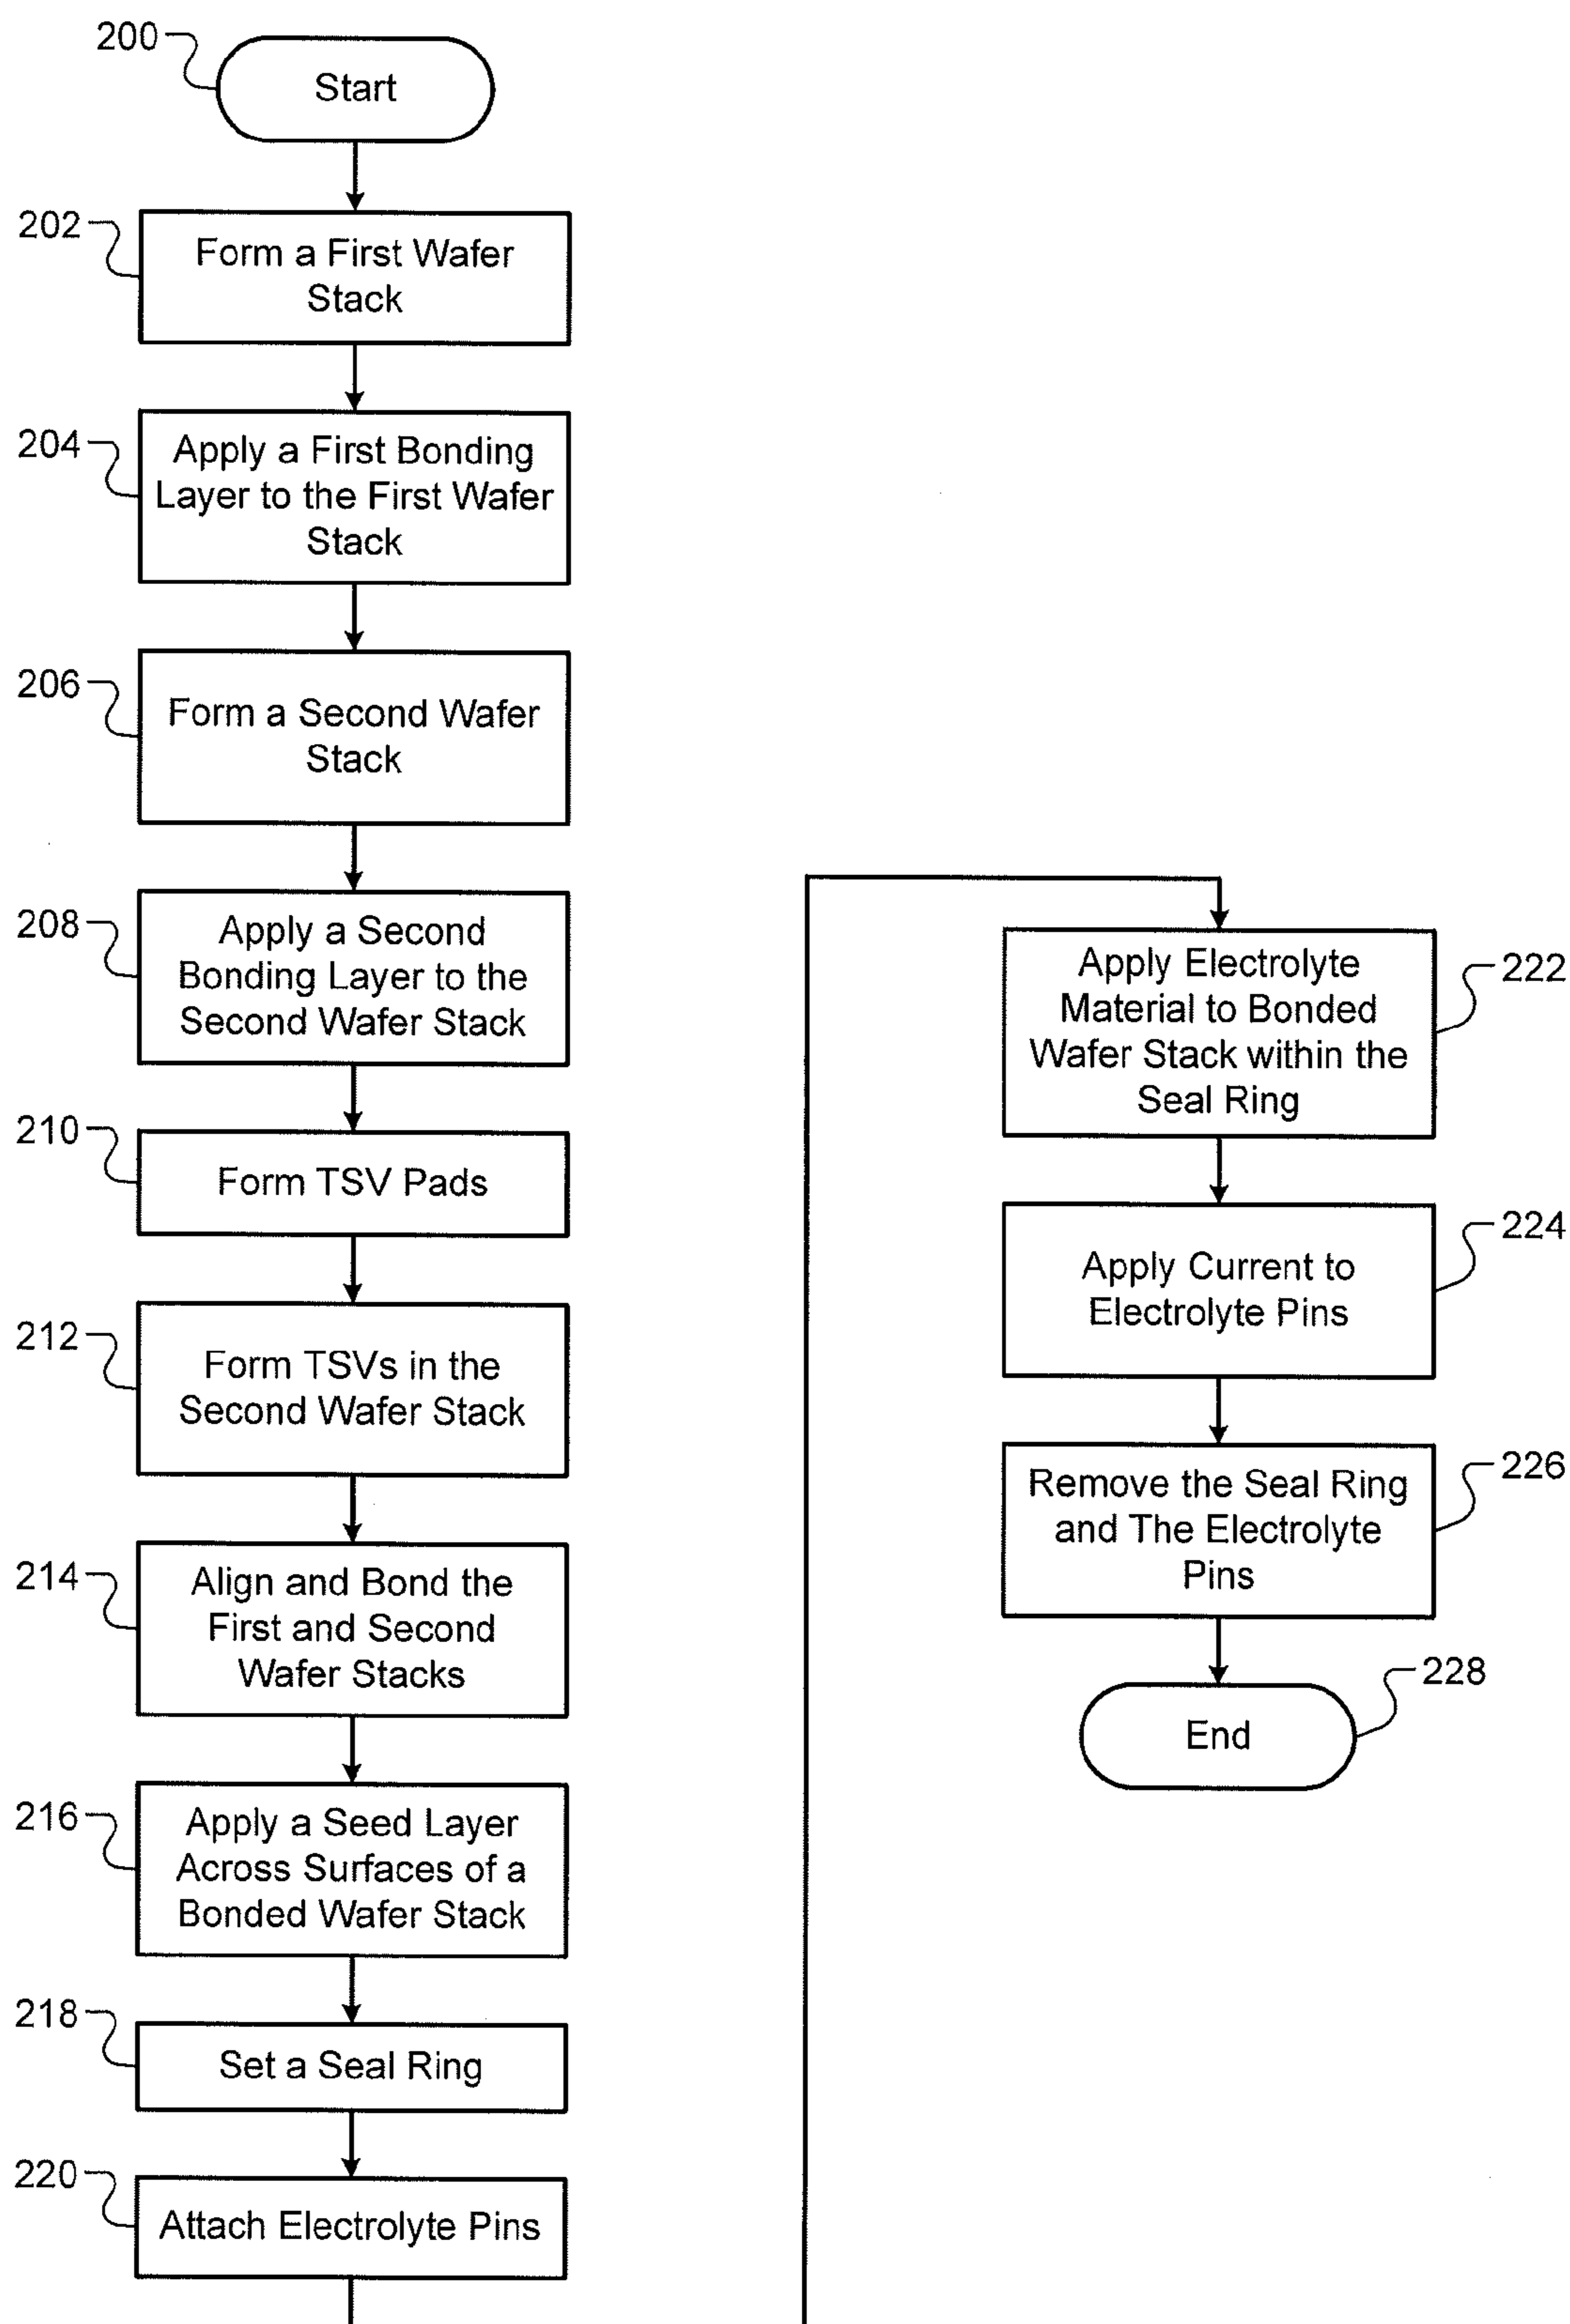 200
Start
202
Form a First Wafer
Stack
204
Apply a First Bonding
Layer to the First Wafer
Stack
206
Form a Second Wafer
Stack
208
Apply a Second
Bonding Layer to the
Second Wafer Stack
210
Form TSV Pads
212
Form TSVs in the
Second Wafer Stack
214
Align and Bond the
First and Second
Wafer Stacks
216
Apply a Seed Layer
Across Surfaces of a
Bonded Wafer Stack
218
Set a Seal Ring
220
Attach Electrolyte Pins
222
Apply Electrolyte
Material to Bonded
Wafer Stack within the
Seal Ring
224
Apply Current to
Electrolyte Pins
226
Remove the Seal Ring
and The Electrolyte
Pins
228
End